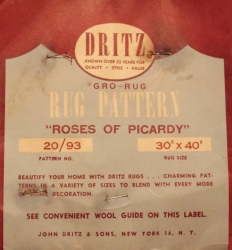 DRITZ
KNOWN OVER 25 YEARS FOR
QUALITY • STYLE • VALUE
"GRO-RUG
RUG PATTERN
"ROSES OF PICARDY"
20/93 30" x 40"
PATTERN NO. RUG SIZE
BEAUTIFY YOUR HOME WITH DRITZ RUGS ... CHARMING PAT-
TERNS IN A VARIETY OF SIZES TO BLEND WITH EVERY MODE
DECORATION.
SEE CONVENIENT WOOL GUIDE ON THIS LABEL.
JOHN DRITZ & SONS, NEW YORK 16, N. Y.